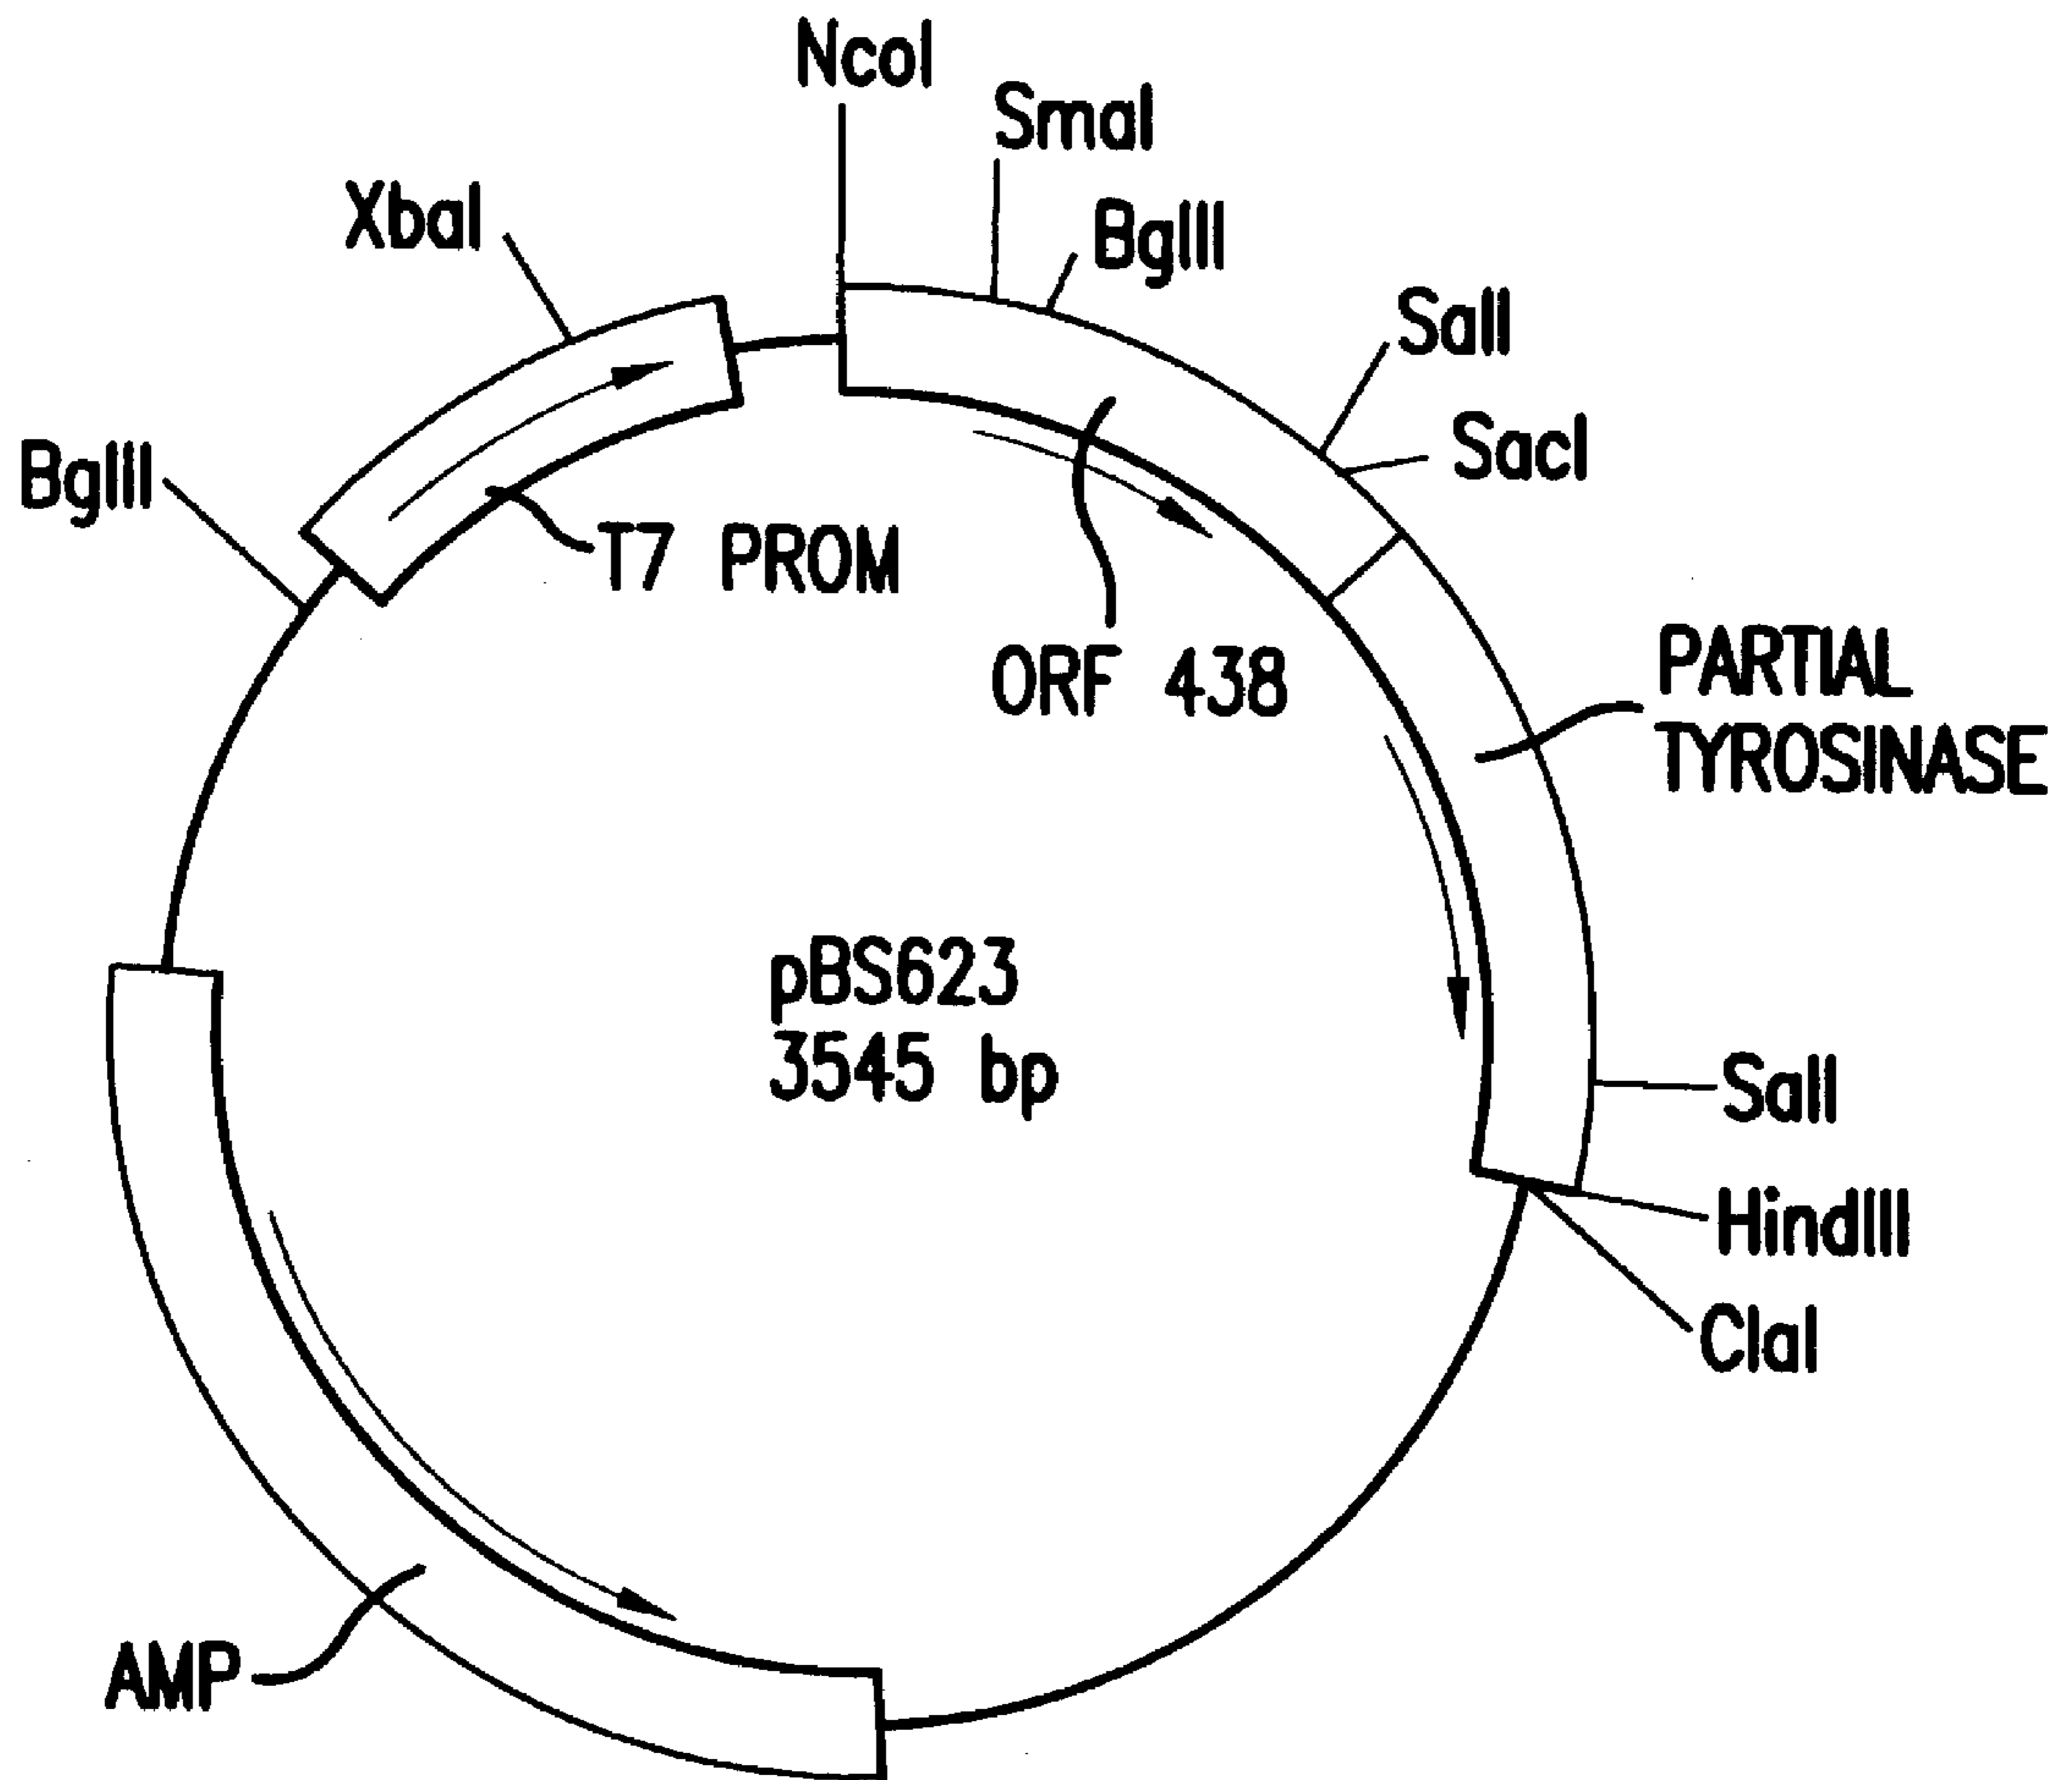 NcoI
SmaI
BglII
XbaI
SalI
SacI
BglII
T7 PROM
ORF 438
PARTIAL
TYROSINASE
pBS623
3545 bp
SalI
HindIII
ClaI
AMP